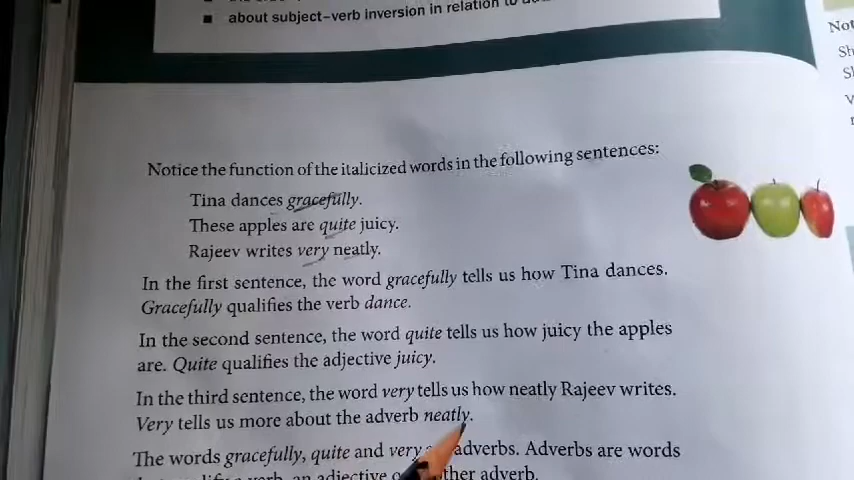 about subject–verb inversion in relation to
Notice the function of the italicized words in the following sentences:
Tina dances gracefully.
These apples are quite juicy.
Rajeev writes very neatly.
In the first sentence, the word gracefully tells us how Tina dances.
Gracefully qualifies the verb dance.
In the second sentence, the word quite tells us how juicy the apples
are. Quite qualifies the adjective juicy.
In the third sentence, the word very tells us how neatly Rajeev writes.
Very tells us more about the adverb neatly.
The words gracefully, quite and very adverbs. Adverbs are words
verb, an adjective other adverb.